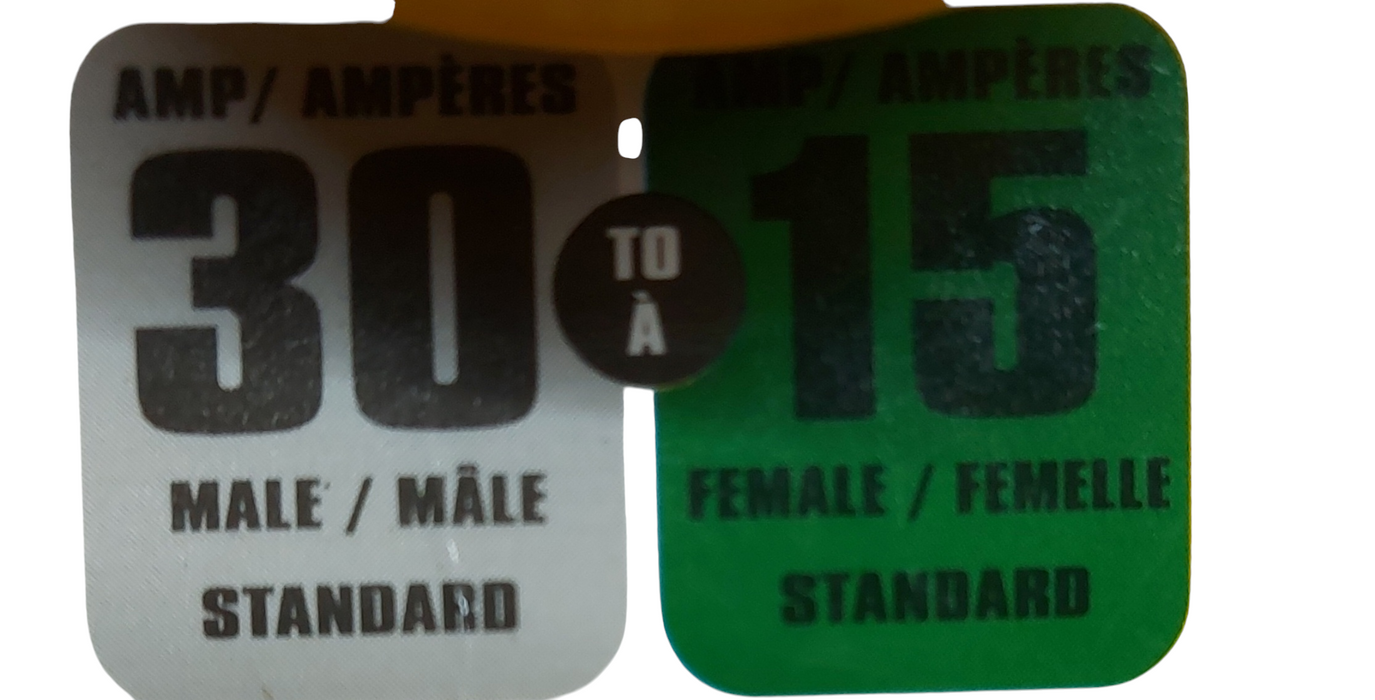 AMP/ AMPÈRES
30
MALE / MÂLE
STANDARD
TO
À
AMP/ AMPÈRES
15
FEMALE / FEMELLE
STANDARD